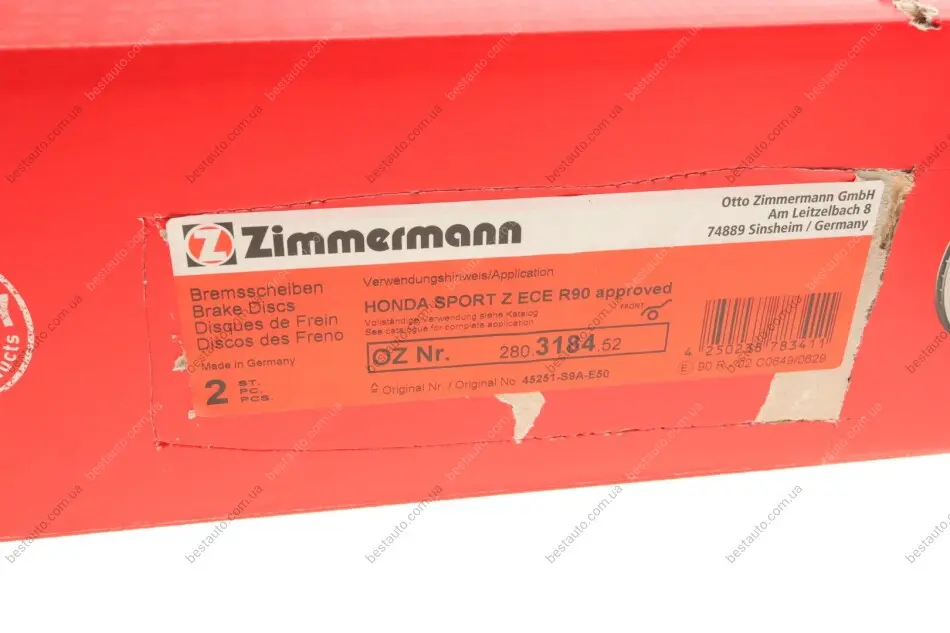 Zimmermann
Otto Zimmermann GmbH
Am Leitzelbach 8
74889 Sinsheim / Germany
Bremsscheiben
Brake Discs
Disques de Frein
Discos des Freno
Made in Germany
2 ST.
PC.
PCS.
Verwendungshinweis/Application
HONDA SPORT Z ECE R90 approved
Vollständige Verwendung siehe Katalog
See catalogue for complete application
FRONT
OZ Nr. 280.3184.52
Original Nr. / Original No. 45251-S9A-E50
4 250238 783411
90 R 02 C0649/0629
ucts
bestauto.com.ua